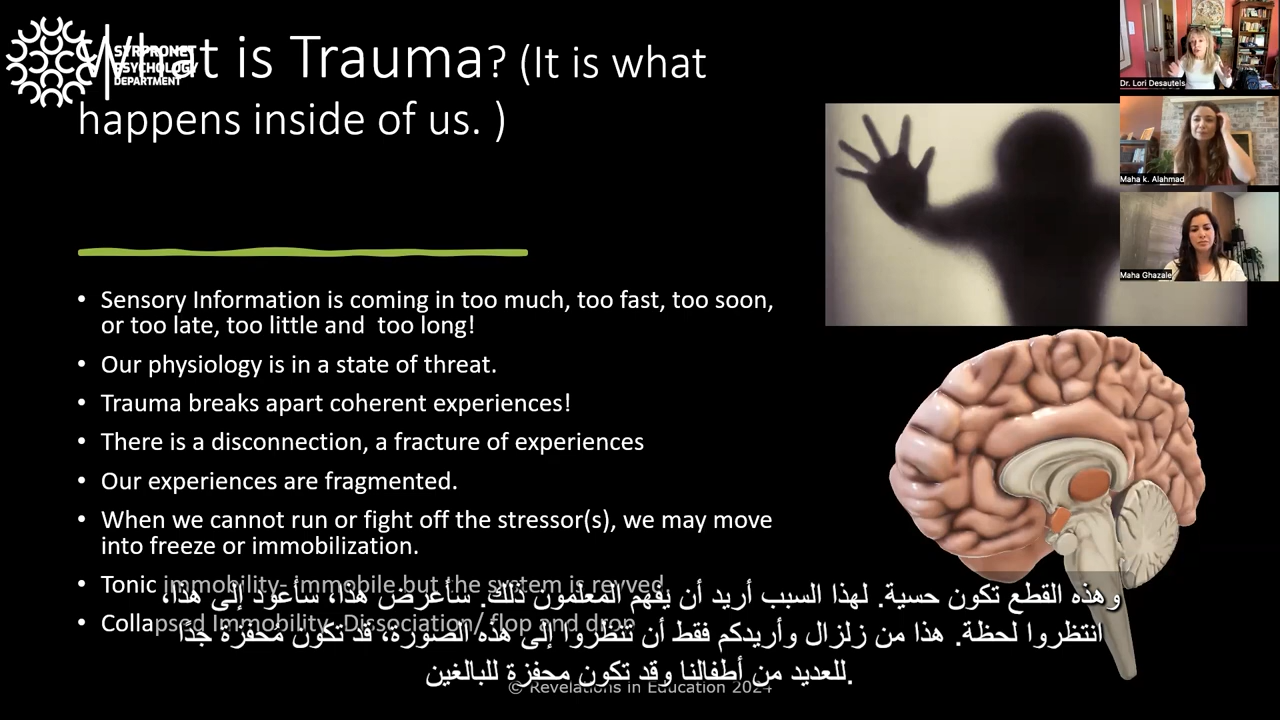 What is Trauma? (It is what
happens inside of us. )
SYRPRONET
PSYCHOLOGY
DEPARTMENT
• Sensory Information is coming in too much, too fast, too soon,
or too late, too little and  too long!
• Our physiology is in a state of threat.
• Trauma breaks apart coherent experiences!
• There is a disconnection, a fracture of experiences
• Our experiences are fragmented.
• When we cannot run or fight off the stressor(s), we may move
into freeze or immobilization.
• Tonic immobility- immobile but the system is revved
• Collapsed Immobility- Dissociation/ flop and drop
© Revelations in Education 2024
وهذه القطع تكون حسية. لهذا السبب أريد أن يفهم المعلمون ذلك. سأعرض هذا، سأعود إلى هذا،
انتظروا لحظة. هذا من زلزال وأريدكم فقط أن تنظروا إلى هذه الصورة، قد تكون محفزة جدًا
للعديد من أطفالنا وقد تكون محفزة للبالغين.
Dr. Lori Desautels
Maha k. Alahmad
Maha Ghazale